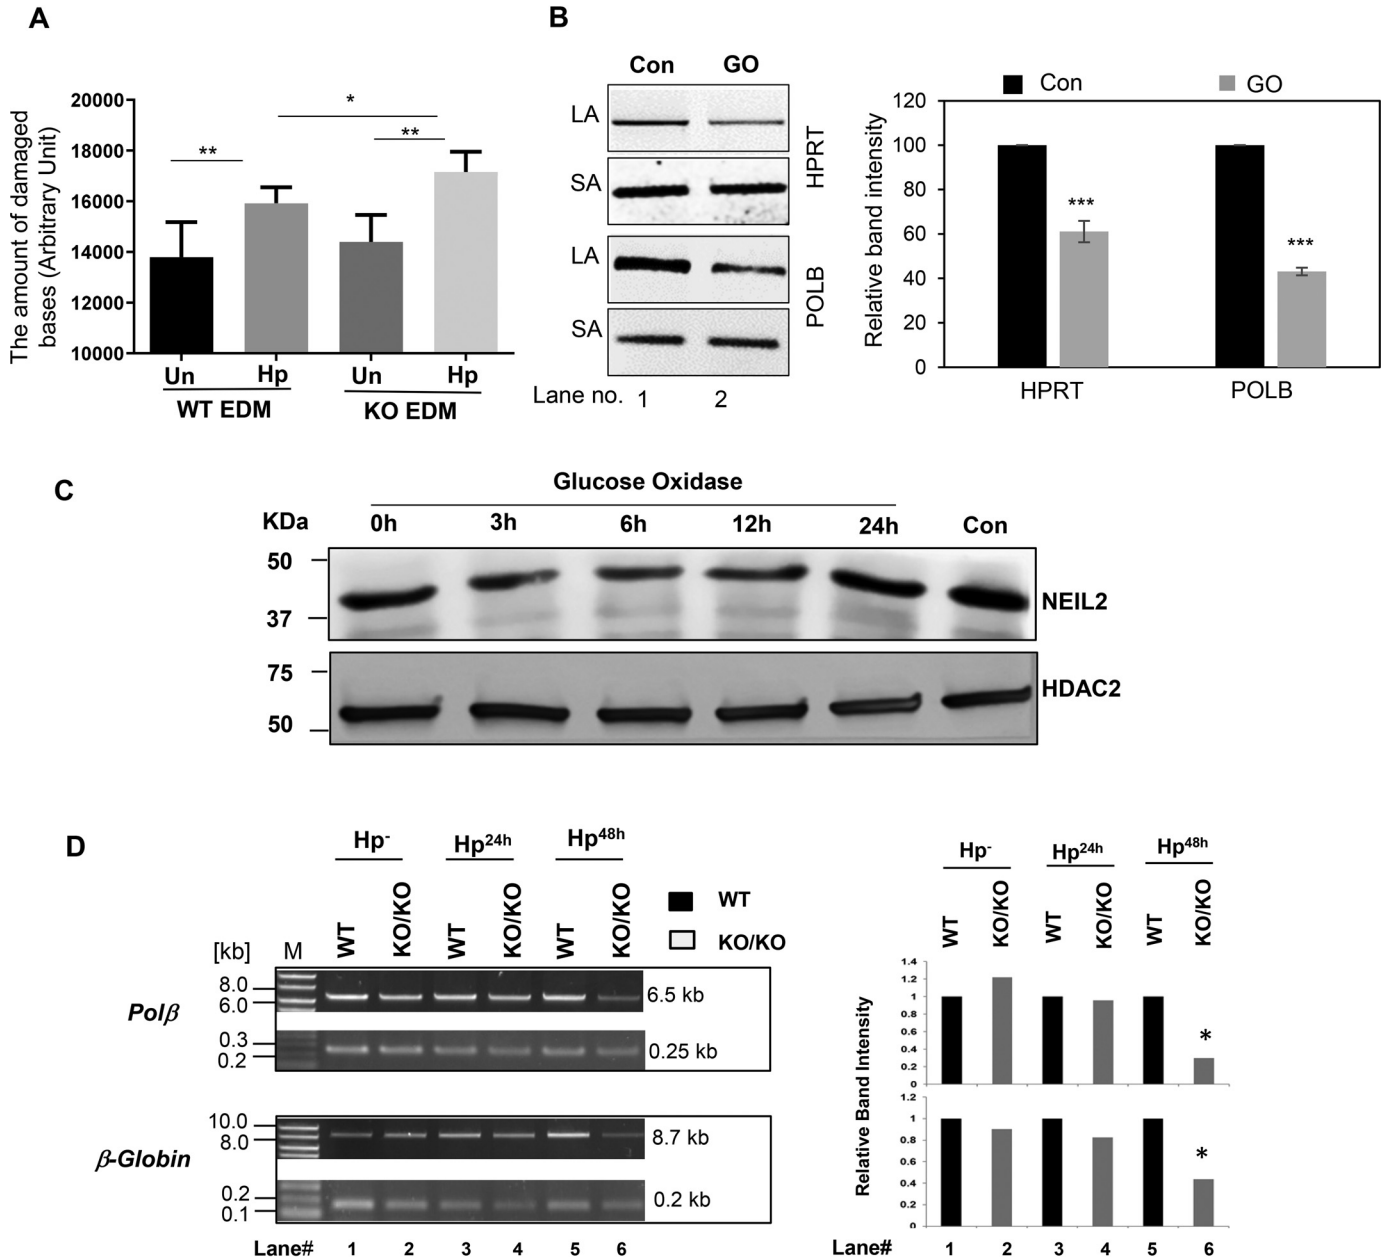 A
The amount of damaged
bases (Arbitrary Unit)
20000
18000
16000
14000
12000
10000
**
*
**
Un
Hp
Un
Hp
WT EDM
KO EDM
B
Con
GO
LA
SA
HPRT
LA
SA
POLB
Lane no. 1 2
Con
GO
Relative band intensity
120
100
80
60
40
20
0
***
***
HPRT
POLB
C
Glucose Oxidase
KDa
0h
3h
6h
12h
24h
Con
50
37
NEIL2
75
50
HDAC2
D
Hp-
Hp24h
Hp48h
WT
KO/KO
WT
KO/KO
WT
KO/KO
WT
KO/KO
[kb]
M
Polβ
8.0
6.0
6.5 kb
0.3
0.2
0.25 kb
β-Globin
10.0
8.0
8.7 kb
0.2
0.1
0.2 kb
Lane# 1 2 3 4 5 6
Hp-
Hp24h
Hp48h
WT
KO/KO
WT
KO/KO
WT
KO/KO
Relative Band Intensity
1.4
1.2
1
0.8
0.6
0.4
0.2
0
*
1.2
1
0.8
0.6
0.4
0.2
0
*
Lane# 1 2 3 4 5 6